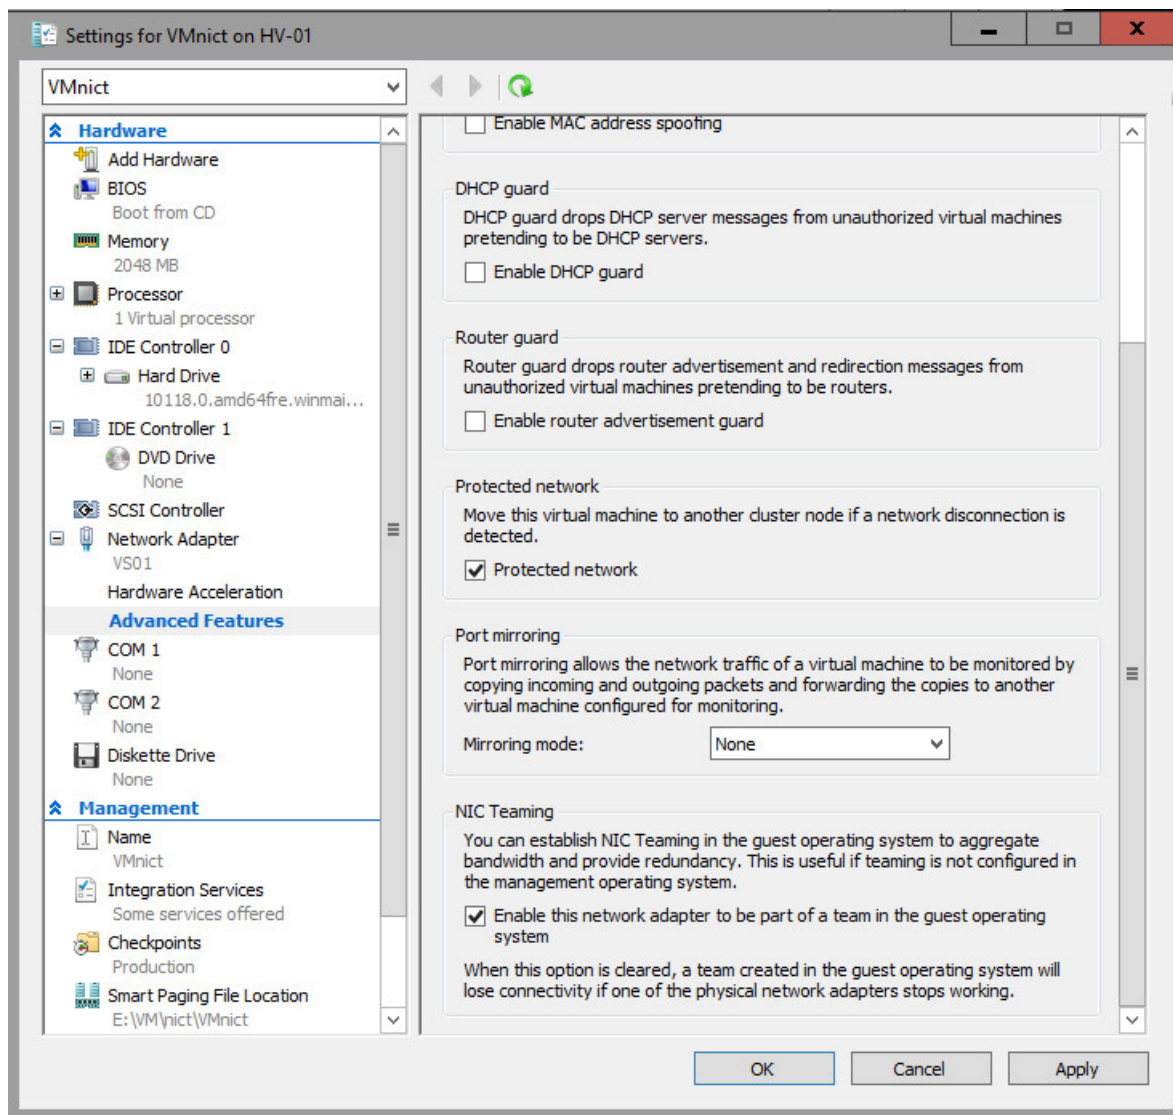 Settings for VMnict on HV-01
VMnict
Hardware
Add Hardware
BIOS
Boot from CD
Memory
2048 MB
Processor
1 Virtual processor
IDE Controller 0
Hard Drive
10118.0.amd64fre.winmai...
IDE Controller 1
DVD Drive
None
SCSI Controller
Network Adapter
VS01
Hardware Acceleration
Advanced Features
COM 1
None
COM 2
None
Diskette Drive
None
Management
Name
VMnict
Integration Services
Some services offered
Checkpoints
Production
Smart Paging File Location
E:\VM\nict\VMnict
Enable MAC address spoofing
DHCP guard
DHCP guard drops DHCP server messages from unauthorized virtual machines
pretending to be DHCP servers.
Enable DHCP guard
Router guard
Router guard drops router advertisement and redirection messages from
unauthorized virtual machines pretending to be routers.
Enable router advertisement guard
Protected network
Move this virtual machine to another cluster node if a network disconnection is
detected.
Protected network
Port mirroring
Port mirroring allows the network traffic of a virtual machine to be monitored by
copying incoming and outgoing packets and forwarding the copies to another
virtual machine configured for monitoring.
Mirroring mode: None
NIC Teaming
You can establish NIC Teaming in the guest operating system to aggregate
bandwidth and provide redundancy. This is useful if teaming is not configured in
the management operating system.
Enable this network adapter to be part of a team in the guest operating
system
When this option is cleared, a team created in the guest operating system will
lose connectivity if one of the physical network adapters stops working.
OK Cancel Apply